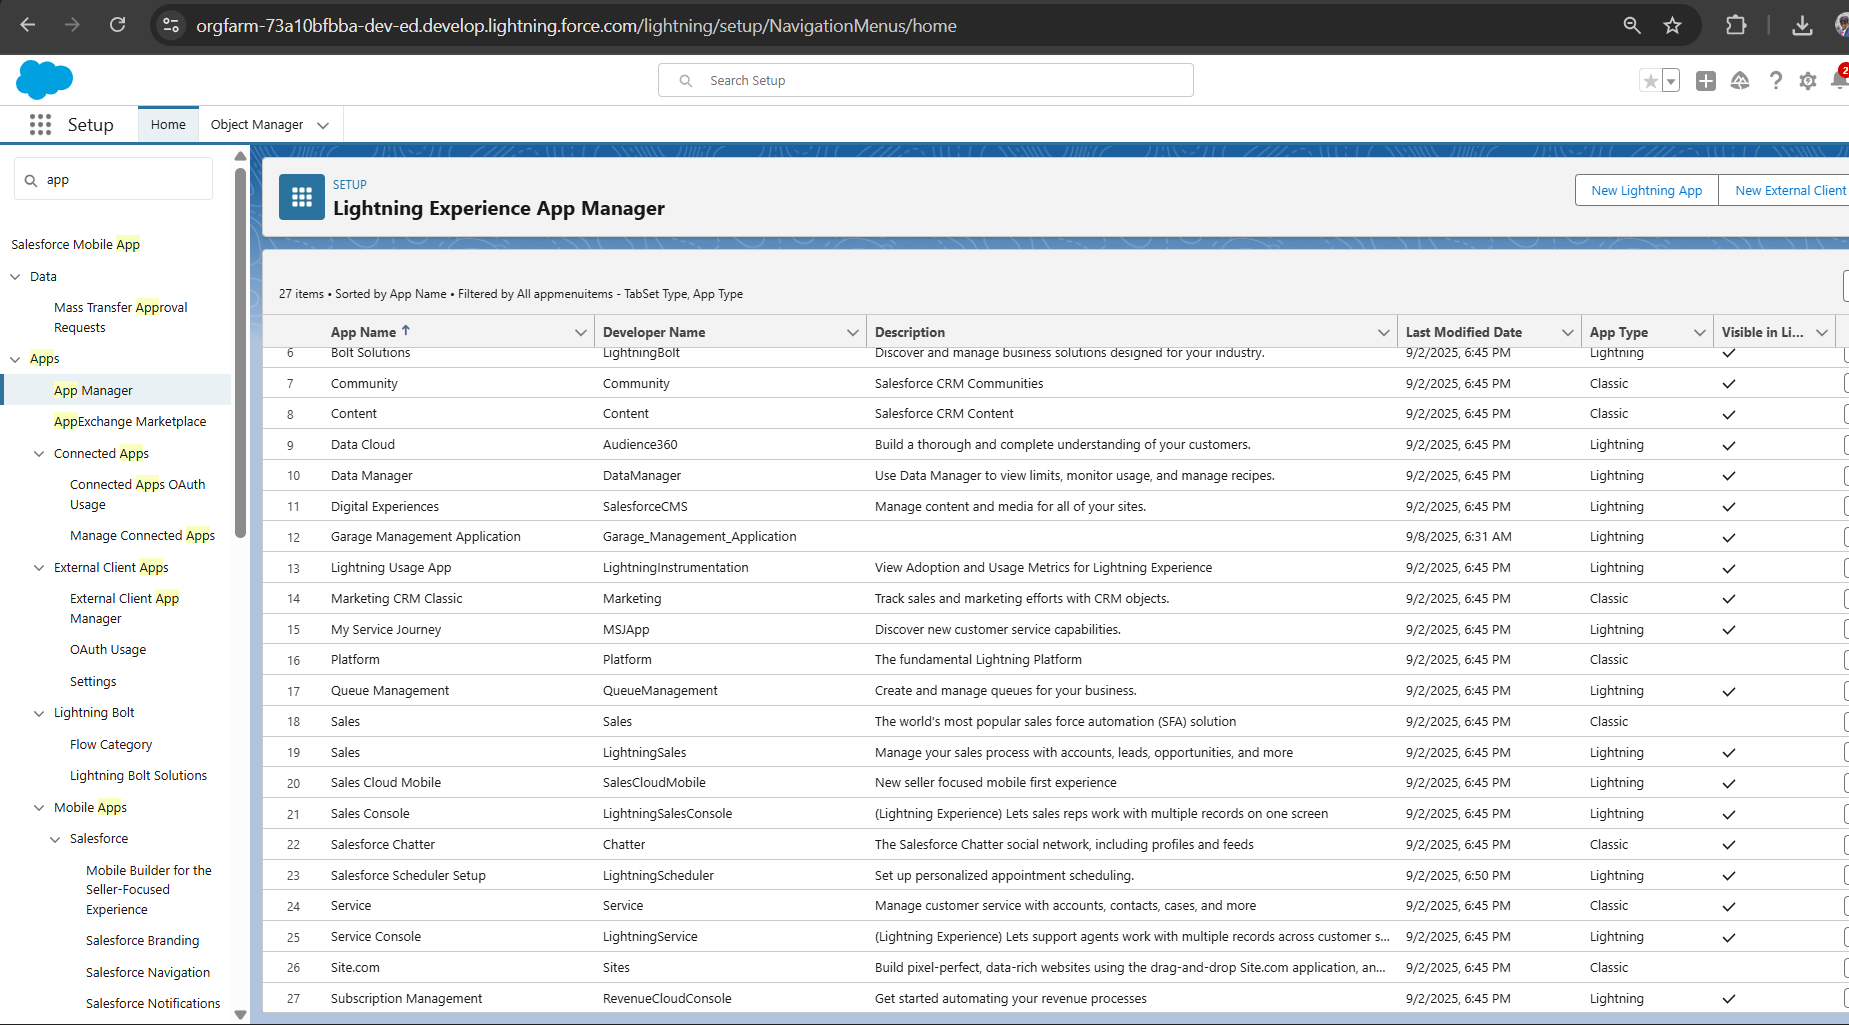 orgfarm-73a10bfbba-dev-ed.develop.lightning.force.com/lightning/setup/NavigationMenus/home
Search Setup
2
Setup
Home
Object Manager
app
Salesforce Mobile App
Data
Mass Transfer Approval
Requests
Apps
App Manager
AppExchange Marketplace
Connected Apps
Connected Apps OAuth
Usage
Manage Connected Apps
External Client Apps
External Client App
Manager
OAuth Usage
Settings
Lightning Bolt
Flow Category
Lightning Bolt Solutions
Mobile Apps
Salesforce
Mobile Builder for the
Seller-Focused
Experience
Salesforce Branding
Salesforce Navigation
Salesforce Notifications
SETUP
Lightning Experience App Manager
New Lightning App
New External Client
27 items • Sorted by App Name • Filtered by All appmenuitems - TabSet Type, App Type
App Name Developer Name Description Last Modified Date App Type Visible in Li...
6 Bolt Solutions LightningBolt Discover and manage business solutions designed for your industry. 9/2/2025, 6:45 PM Lightning
7 Community Community Salesforce CRM Communities 9/2/2025, 6:45 PM Classic
8 Content Content Salesforce CRM Content 9/2/2025, 6:45 PM Classic
9 Data Cloud Audience360 Build a thorough and complete understanding of your customers. 9/2/2025, 6:45 PM Lightning
10 Data Manager DataManager Use Data Manager to view limits, monitor usage, and manage recipes. 9/2/2025, 6:45 PM Lightning
11 Digital Experiences SalesforceCMS Manage content and media for all of your sites. 9/2/2025, 6:45 PM Lightning
12 Garage Management Application Garage_Management_Application 9/8/2025, 6:31 AM Lightning
13 Lightning Usage App LightningInstrumentation View Adoption and Usage Metrics for Lightning Experience 9/2/2025, 6:45 PM Lightning
14 Marketing CRM Classic Marketing Track sales and marketing efforts with CRM objects. 9/2/2025, 6:45 PM Classic
15 My Service Journey MSJApp Discover new customer service capabilities. 9/2/2025, 6:45 PM Lightning
16 Platform Platform The fundamental Lightning Platform 9/2/2025, 6:45 PM Classic
17 Queue Management QueueManagement Create and manage queues for your business. 9/2/2025, 6:45 PM Lightning
18 Sales Sales The world's most popular sales force automation (SFA) solution 9/2/2025, 6:45 PM Classic
19 Sales LightningSales Manage your sales process with accounts, leads, opportunities, and more 9/2/2025, 6:45 PM Lightning
20 Sales Cloud Mobile SalesCloudMobile New seller focused mobile first experience 9/2/2025, 6:45 PM Lightning
21 Sales Console LightningSalesConsole (Lightning Experience) Lets sales reps work with multiple records on one screen 9/2/2025, 6:45 PM Lightning
22 Salesforce Chatter Chatter The Salesforce Chatter social network, including profiles and feeds 9/2/2025, 6:45 PM Classic
23 Salesforce Scheduler Setup LightningScheduler Set up personalized appointment scheduling. 9/2/2025, 6:50 PM Lightning
24 Service Service Manage customer service with accounts, contacts, cases, and more 9/2/2025, 6:45 PM Classic
25 Service Console LightningService (Lightning Experience) Lets support agents work with multiple records across customer s... 9/2/2025, 6:45 PM Lightning
26 Site.com Sites Build pixel-perfect, data-rich websites using the drag-and-drop Site.com application, an... 9/2/2025, 6:45 PM Classic
27 Subscription Management RevenueCloudConsole Get started automating your revenue processes 9/2/2025, 6:45 PM Lightning